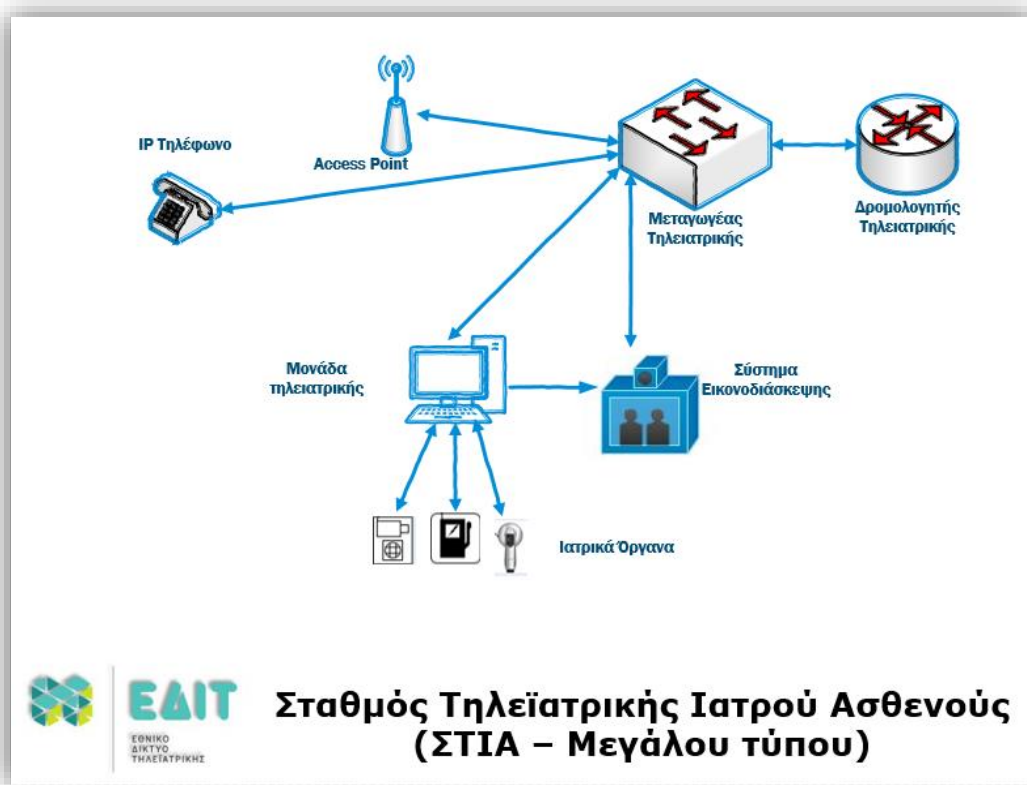 IP Τηλέφωνο
Access Point
Μεταγωγέας
Τηλειατρικής
Δρομολογητής
Τηλειατρικής
Μονάδα
τηλειατρικής
Σύστημα
Εικονοδιάσκεψης
Ιατρικά Όργανα
ΕΔΙΤ
ΕΘΝΙΚΟ
ΔΙΚΤΥΟ
ΤΗΛΕΪΑΤΡΙΚΗΣ
Σταθμός Τηλεϊατρικής Ιατρού Ασθενούς
(ΣΤΙΑ – Μεγάλου τύπου)